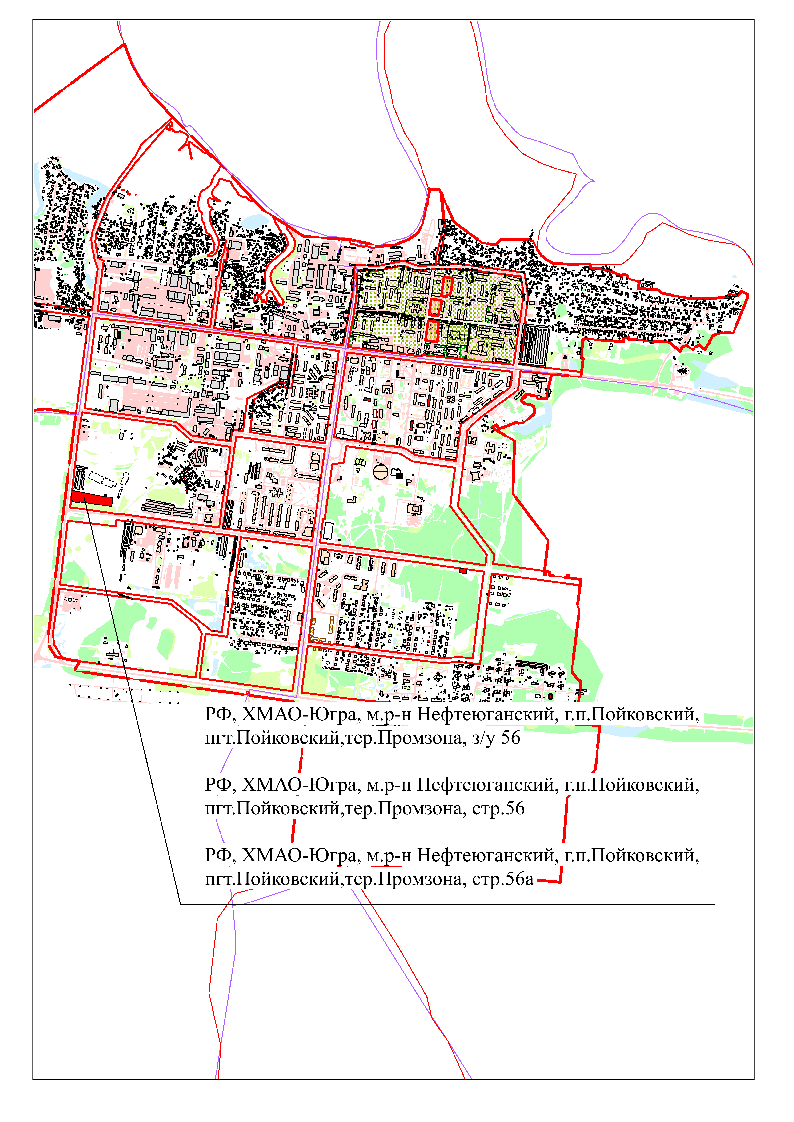 РФ, ХМАО-Югра, м.р-н Нефтеюганский, г.п.Пойковский,
пгт.Пойковский,тер.Промзона, з/у 56
РФ, ХМАО-Югра, м.р-н Нефтеюганский, г.п.Пойковский,
пгт.Пойковский,тер.Промзона, стр.56
РФ, ХМАО-Югра, м.р-н Нефтеюганский, г.п.Пойковский,
пгт.Пойковский,тер.Промзона, стр.56а